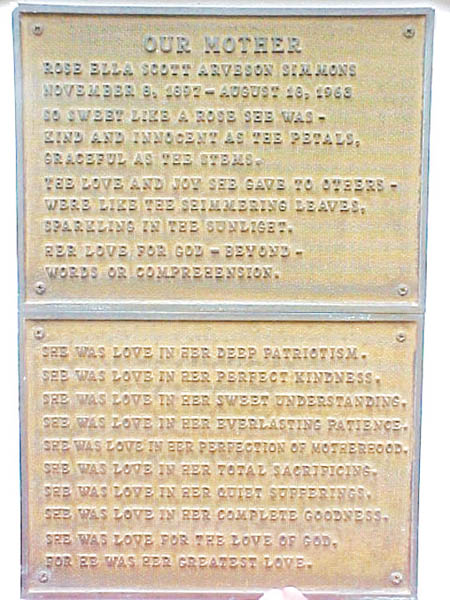 OUR MOTHER
ROSE ELLA SCOTT ARVESON SIMMONS
NOVEMBER 8, 1897 - AUGUST 18, 1963
SO SWEET LIKE A ROSE SHE WAS -
KIND AND INNOCENT AS THE PETALS,
GRACEFUL AS THE STEMS.
THE LOVE AND JOY SHE GAVE TO OTHERS -
WERE LIKE THE SHIMMERING LEAVES,
SPARKLING IN THE SUNLIGHT.
HER LOVE FOR GOD - BEYOND -
WORDS OR COMPREHENSION.
SHE WAS LOVE IN HER DEEP PATRIOTISM.
SHE WAS LOVE IN HER PERFECT KINDNESS.
SHE WAS LOVE IN HER SWEET UNDERSTANDING.
SHE WAS LOVE IN HER EVERLASTING PATIENCE.
SHE WAS LOVE IN HER PERFECTION OF MOTHERHOOD.
SHE WAS LOVE IN HER TOTAL SACRIFICING.
SHE WAS LOVE IN HER QUIET SUFFERINGS.
SHE WAS LOVE IN HER COMPLETE GOODNESS.
SHE WAS LOVE FOR THE LOVE OF GOD.
FOR HE WAS HER GREATEST LOVE.